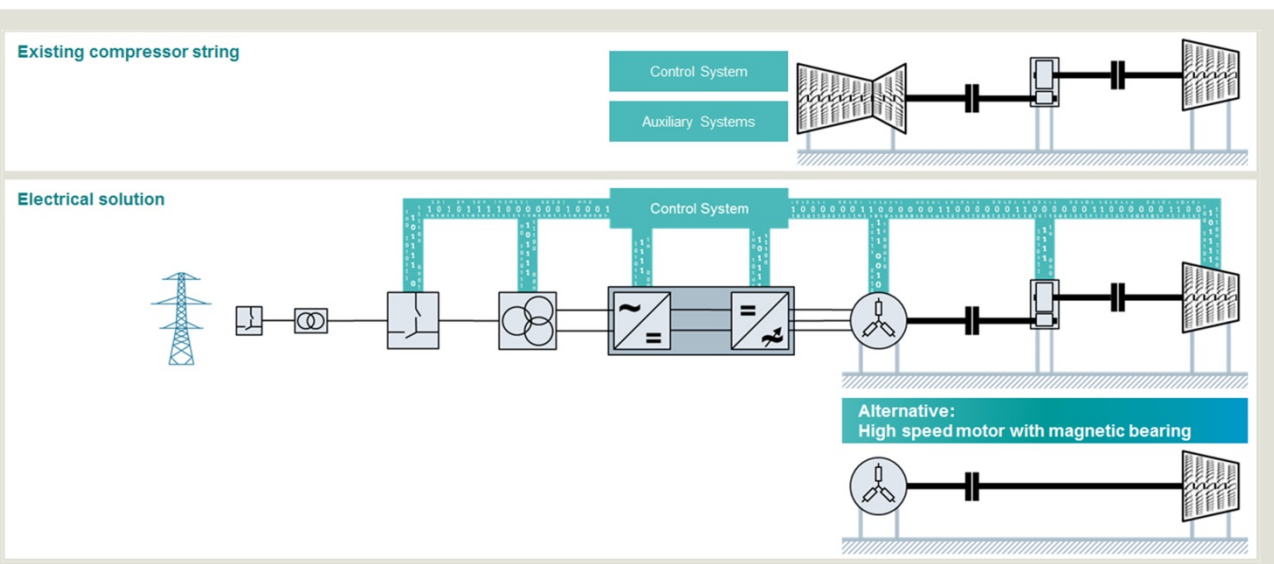 Existing compressor string
Control System
Auxiliary Systems
Electrical solution
Control System
Alternative:
High speed motor with magnetic bearing